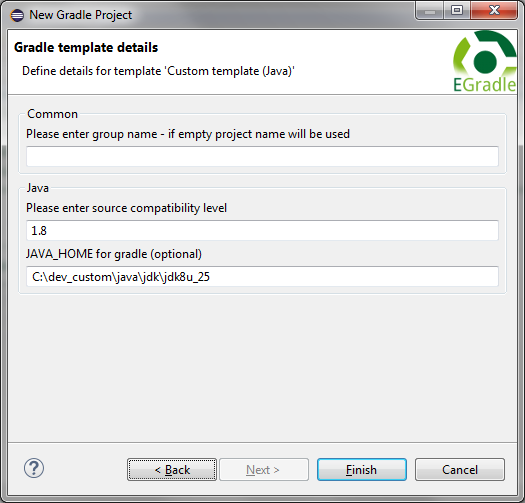 New Gradle Project
Gradle template details
Define details for template 'Custom template (Java)'
EGradle
Common
Please enter group name - if empty project name will be used
Java
Please enter source compatibility level
1.8
JAVA_HOME for gradle (optional)
C:\dev_custom\java\jdk\jdk8u_25
?
< Back
Next >
Finish
Cancel